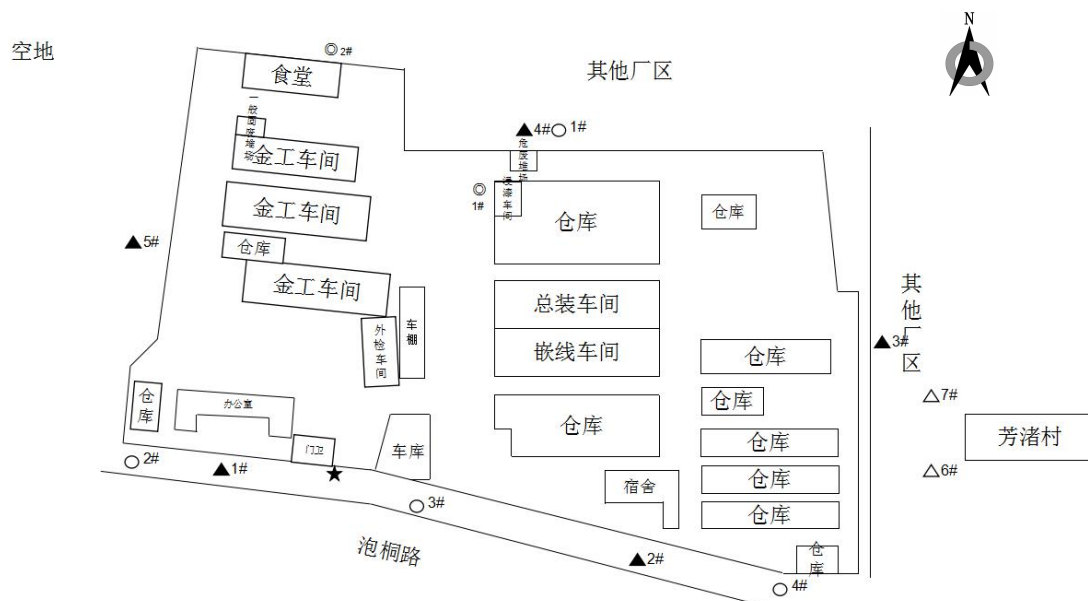 N
空地
◎2#
食堂
其他厂区
一般固废堆场
▲4#○1#
危废堆场
金工车间
浸漆车间
◎
1#
仓库
仓库
金工车间
▲5#
仓库
金工车间
总装车间
其他厂区
车棚
外检车间
嵌线车间
▲3#
仓库
仓库
办公室
仓库
△7#
仓库
芳渚村
门卫
车库
仓库
○2#
▲1#
★
△6#
仓库
宿舍
○3#
仓库
泡桐路
▲2#
仓库
○4#